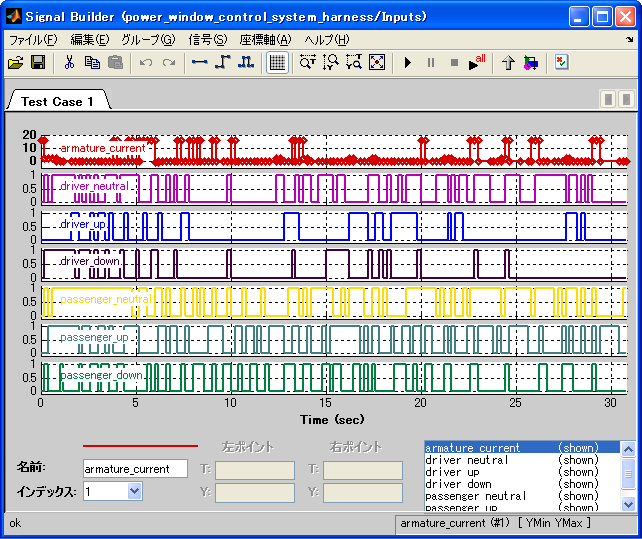 Signal Builder (power_window_control_system_harness/Inputs)
ファイル(F) 編集(E) グループ(G) 信号(S) 座標軸(A) ヘルプ(H)
all
Test Case 1
20
10
0
armature_current
1
0.5
0
driver_neutral
1
0.5
0
driver_up
1
0.5
0
driver_down
1
0.5
0
passenger_neutral
1
0.5
0
passenger_up
1
0.5
0
passenger_down
0 5 10 15 20 25 30
Time (sec)
左ポイント 右ポイント
名前: armature_current T: T:
インデックス: 1 Y: Y:
armature current (shown)
driver neutral (shown)
driver up (shown)
driver down (shown)
passenger neutral (shown)
passenger up (shown)
ok armature_current (#1) [ YMin YMax ]